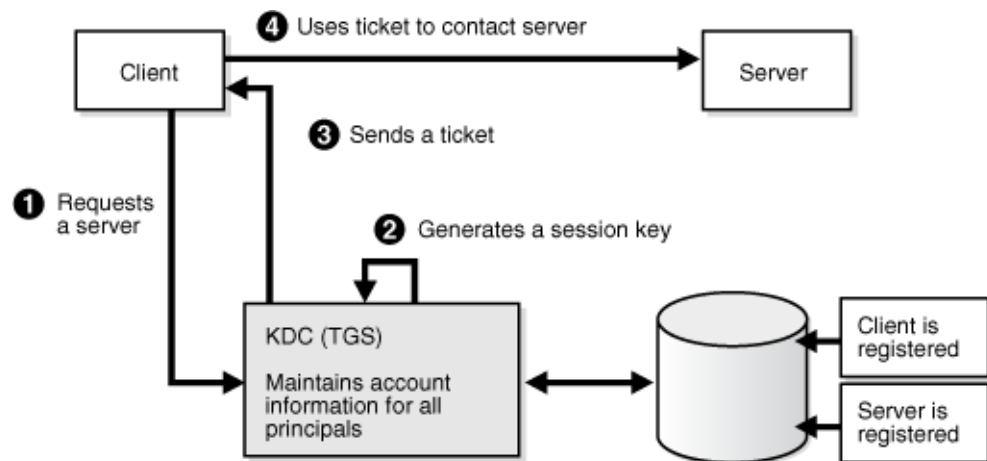 4 Uses ticket to contact server
Client
Server
3 Sends a ticket
1 Requests
a server
2 Generates a session key
KDC (TGS)
Maintains account
information for all
principals
Client is
registered
Server is
registered